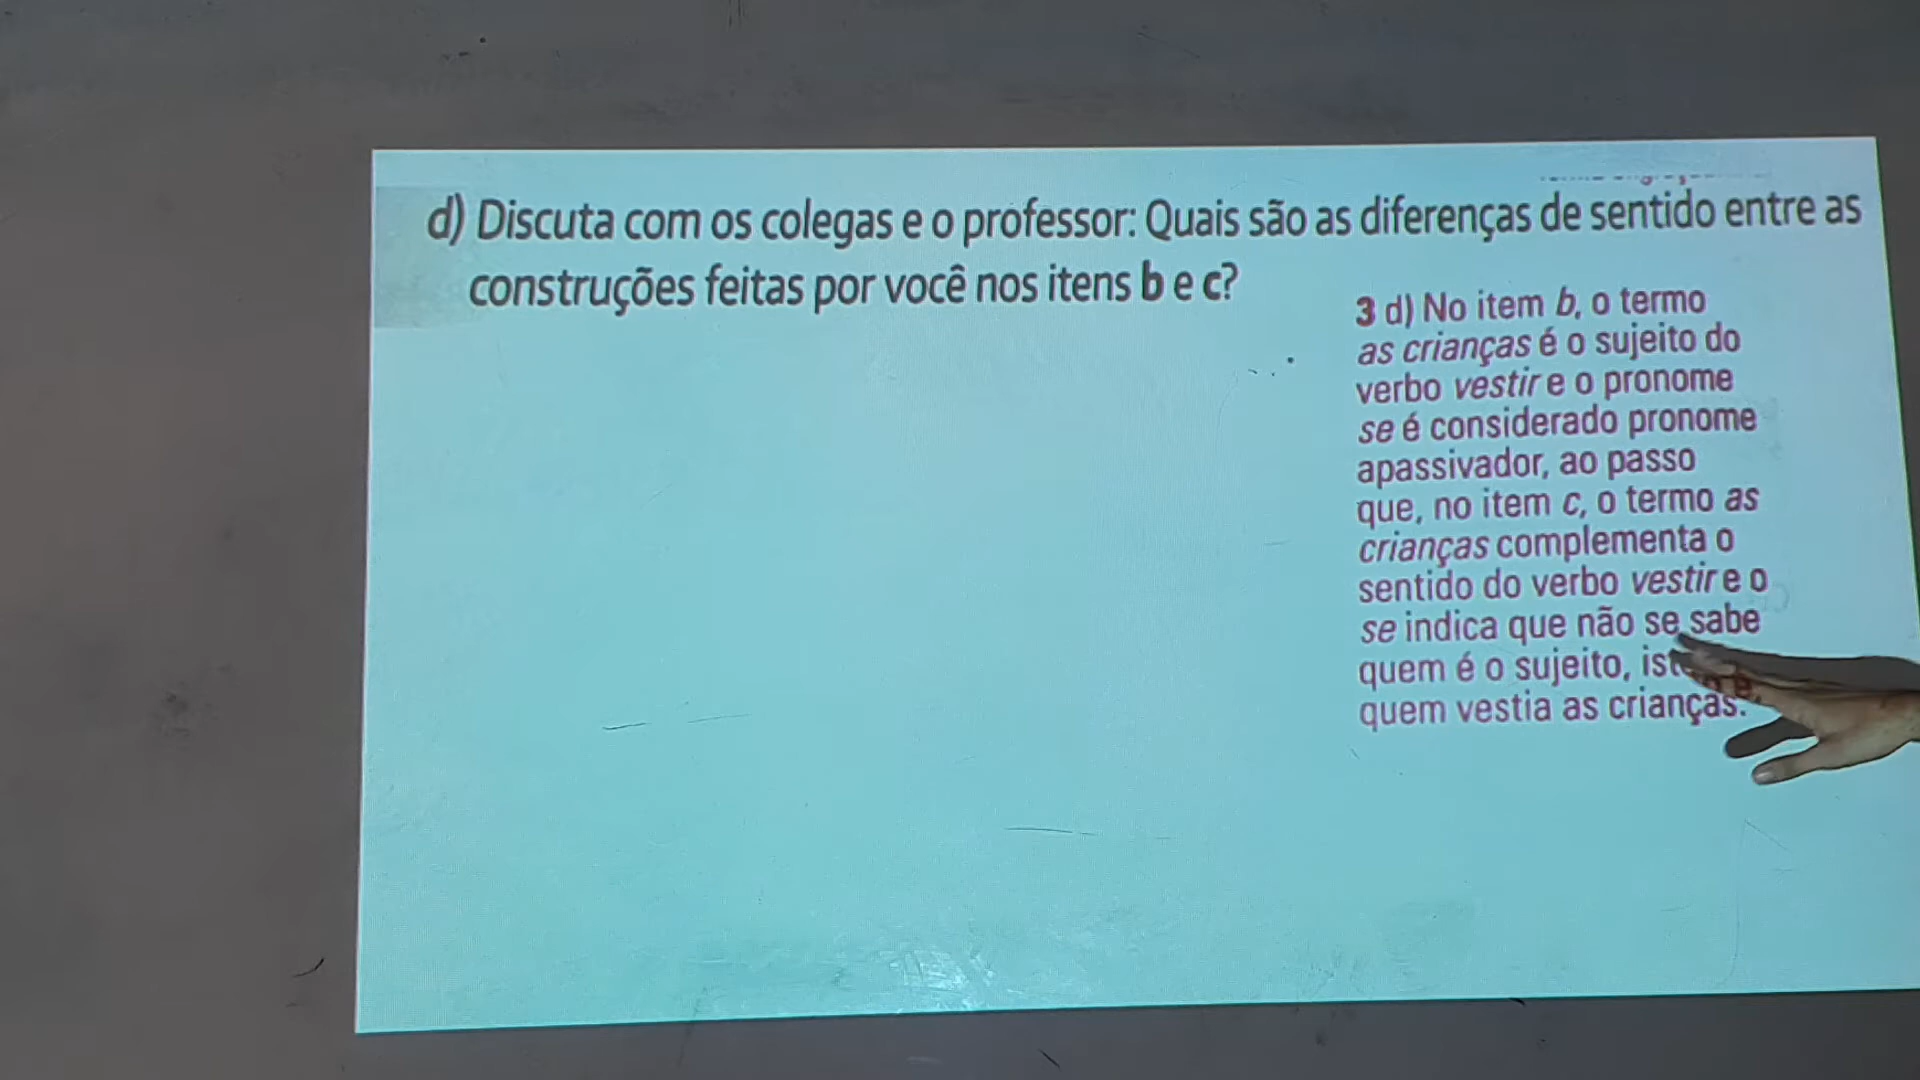 d) Discuta com os colegas e o professor: Quais são as diferenças de sentido entre as
construções feitas por você nos itens b e c?
3 d) No item b, o termo
as crianças é o sujeito do
verbo vestir e o pronome
se é considerado pronome
apassivador, ao passo
que, no item c, o termo as
crianças complementa o
sentido do verbo vestir e o
se indica que não se sabe
quem é o sujeito, isto é,
quem vestia as crianças.